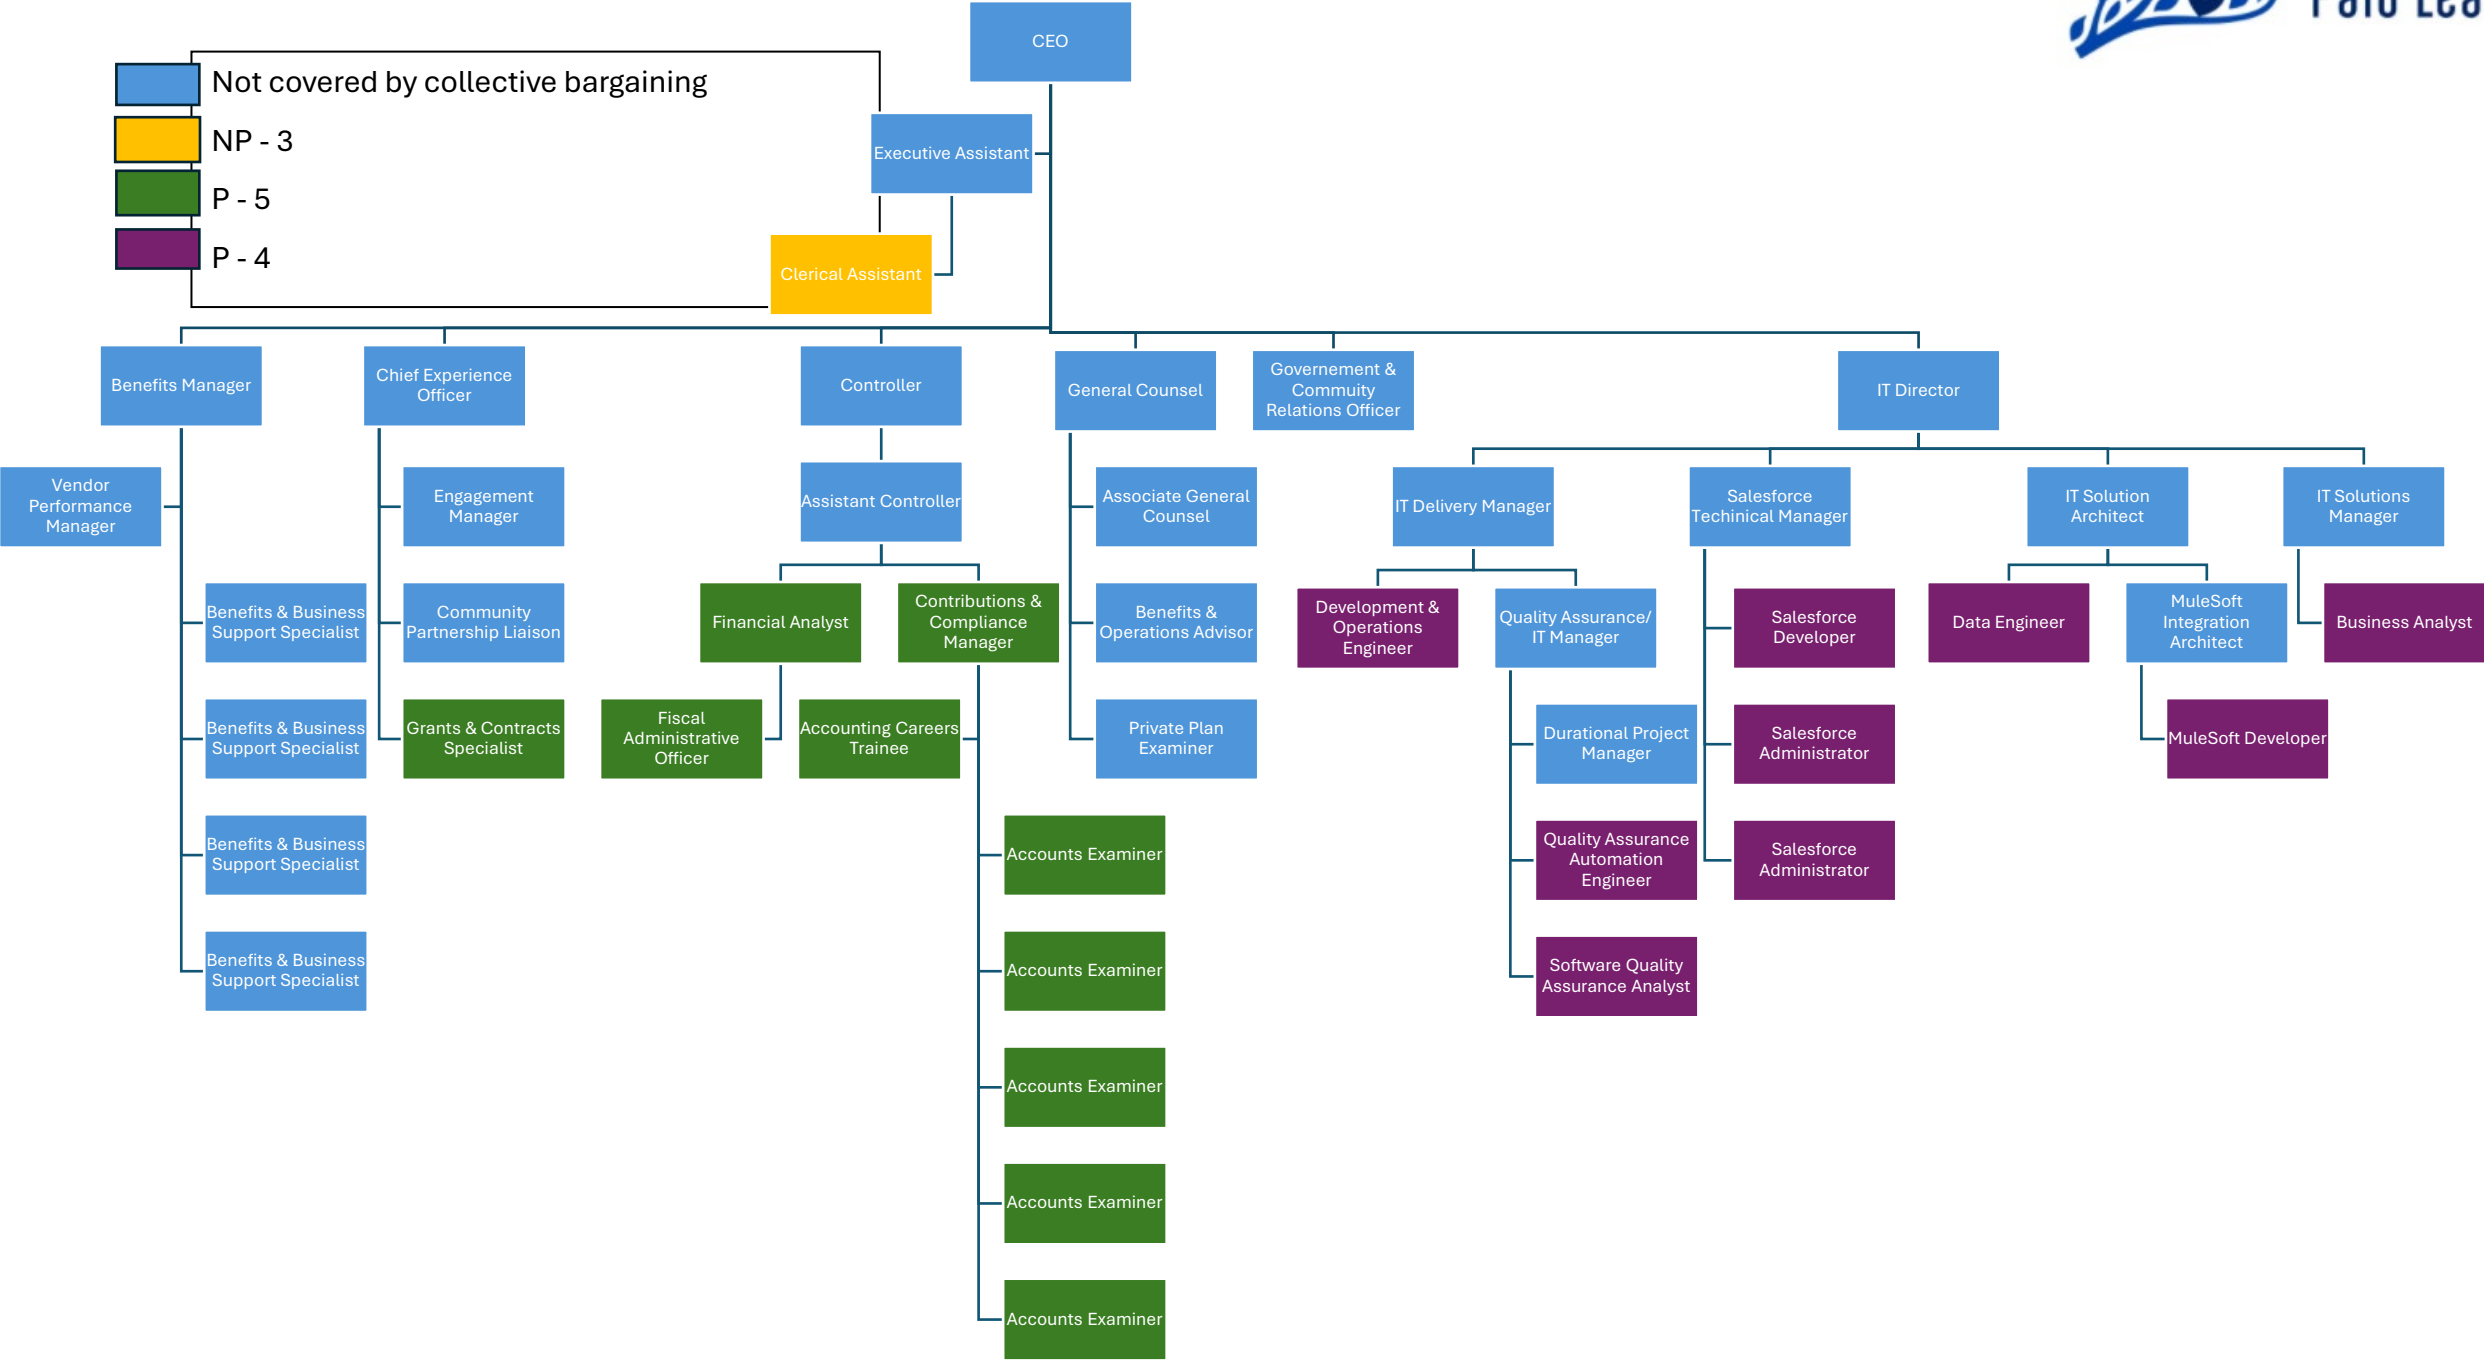 Paid Lea
CEO
Not covered by collective bargaining
NP - 3
P - 5
P - 4
Executive Assistant
Clerical Assistant
Benefits Manager
Chief Experience
Officer
Controller
General Counsel
Governement &
Commuity
Relations Officer
IT Director
Vendor
Performance
Manager
Engagement
Manager
Assistant Controller
Associate General
Counsel
IT Delivery Manager
Salesforce
Techinical Manager
IT Solution
Architect
IT Solutions
Manager
Benefits & Business
Support Specialist
Community
Partnership Liaison
Financial Analyst
Contributions &
Compliance
Manager
Benefits &
Operations Advisor
Development &
Operations
Engineer
Quality Assurance/
IT Manager
Salesforce
Developer
Data Engineer
MuleSoft
Integration
Architect
Business Analyst
Benefits & Business
Support Specialist
Grants & Contracts
Specialist
Fiscal
Administrative
Officer
Accounting Careers
Trainee
Private Plan
Examiner
Durational Project
Manager
Salesforce
Administrator
MuleSoft Developer
Benefits & Business
Support Specialist
Accounts Examiner
Quality Assurance
Automation
Engineer
Salesforce
Administrator
Benefits & Business
Support Specialist
Accounts Examiner
Software Quality
Assurance Analyst
Accounts Examiner
Accounts Examiner
Accounts Examiner